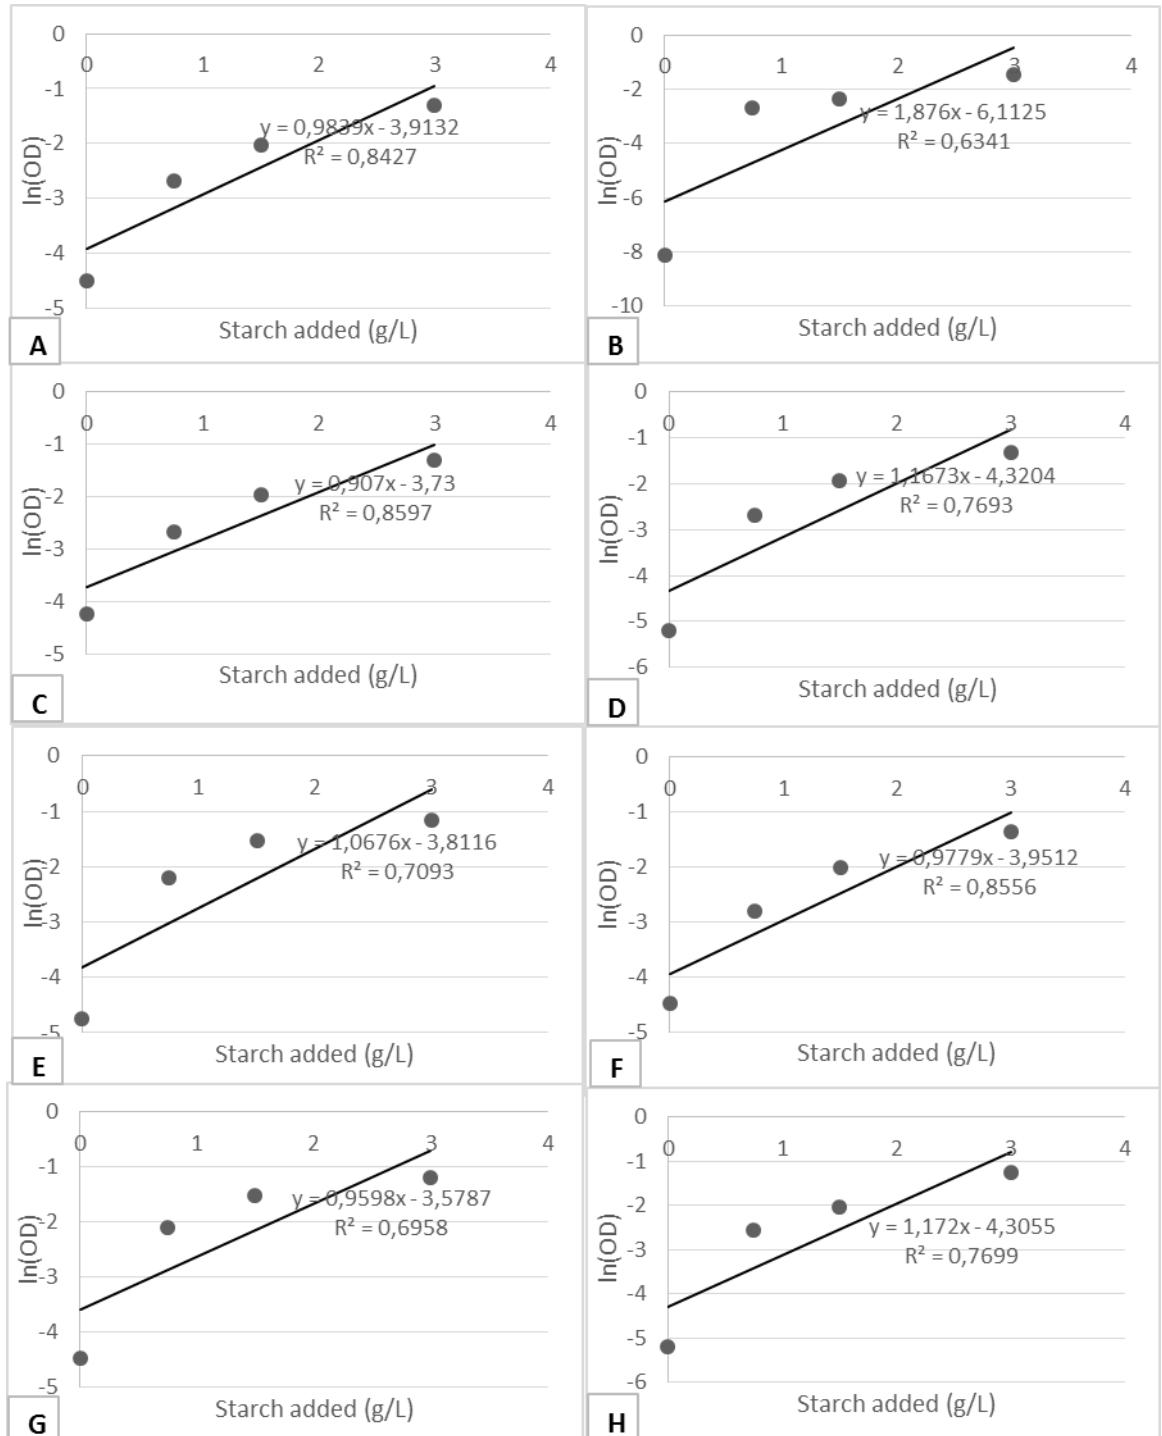 0
0 1 2 3 4
-1
-2
-3
-4
-5
ln(OD)
y = 0,9839x - 3,9132
R² = 0,8427
Starch added (g/L)
A
0
0 1 2 3 4
-2
-4
-6
-8
-10
ln(OD)
y = 1,876x - 6,1125
R² = 0,6341
Starch added (g/L)
B
0
0 1 2 3 4
-1
-2
-3
-4
-5
ln(OD)
y = 0,907x - 3,73
R² = 0,8597
Starch added (g/L)
C
0
0 1 2 3 4
-1
-2
-3
-4
-5
-6
ln(OD)
y = 1,1673x - 4,3204
R² = 0,7693
Starch added (g/L)
D
0
0 1 2 3 4
-1
-2
-3
-4
-5
ln(OD)
y = 1,0676x - 3,8116
R² = 0,7093
Starch added (g/L)
E
0
0 1 2 3 4
-1
-2
-3
-4
-5
ln(OD)
y = 0,9779x - 3,9512
R² = 0,8556
Starch added (g/L)
F
0
0 1 2 3 4
-1
-2
-3
-4
-5
ln(OD)
y = 0,9598x - 3,5787
R² = 0,6958
Starch added (g/L)
G
0
0 1 2 3 4
-1
-2
-3
-4
-5
-6
ln(OD)
y = 1,172x - 4,3055
R² = 0,7699
Starch added (g/L)
H